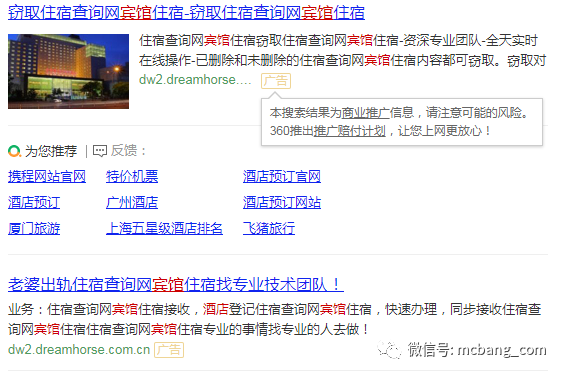 窃取住宿查询网宾馆住宿-窃取住宿查询网宾馆住宿
住宿查询网宾馆住宿窃取住宿查询网宾馆住宿-资深专业团队-全天实时
在线操作-已删除和未删除的住宿查询网宾馆住宿内容都可窃取。窃取对
dw2.dreamhorse.... 广告
本搜索结果为商业推广信息，请注意可能的风险。
360推出推广赔付计划，让您上网更放心！
为您推荐 | 反馈：
携程网站官网 特价机票 酒店预订官网
酒店预订 广州酒店 酒店预订网站
厦门旅游 上海五星级酒店排名 飞猪旅行
老婆出轨住宿查询网宾馆住宿找专业技术团队！
业务：住宿查询网宾馆住宿接收，酒店登记住宿查询网宾馆住宿，快速办理，同步接收住宿查
询网宾馆住宿住宿查询网宾馆住宿专业的事情找专业的人去做！
dw2.dreamhorse.com.cn 广告
微信号: mcbang_com